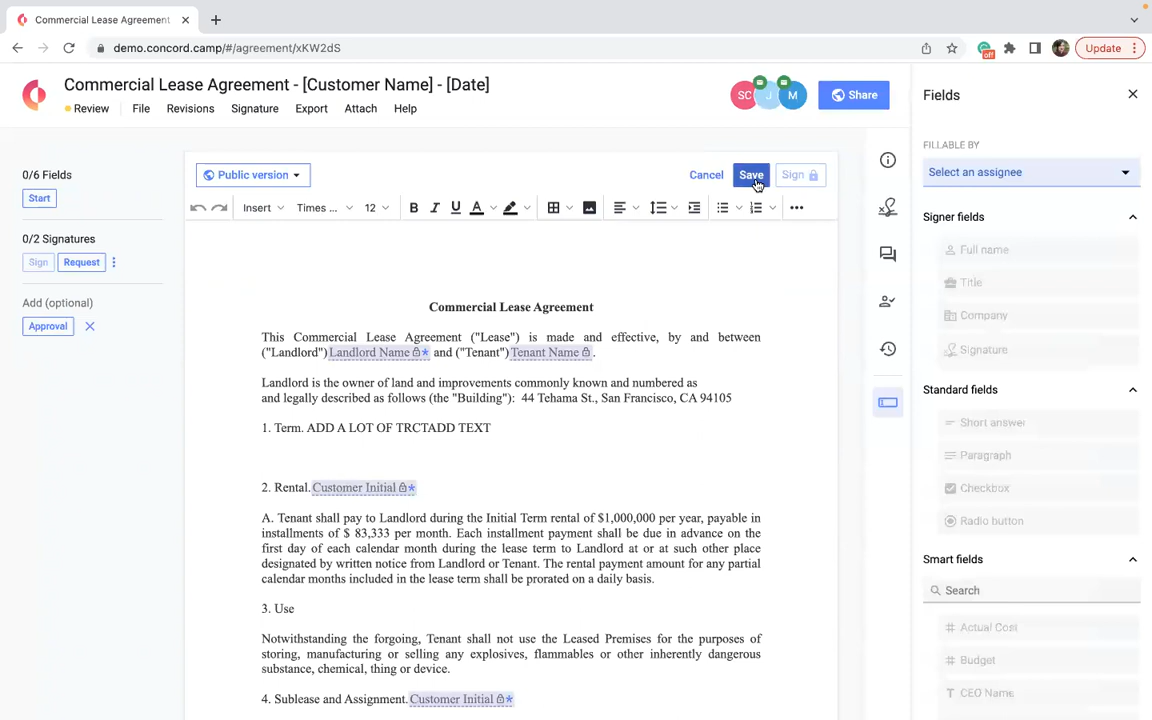 Commercial Lease Agreement
demo.concord.camp/#/agreement/xKW2dS
off
Update
Commercial Lease Agreement - [Customer Name] - [Date]
Review File Revisions Signature Export Attach Help
SC J M
Share
Fields
0/6 Fields
Start
0/2 Signatures
Sign Request
Add (optional)
Approval
Public version
Cancel Save Sign
Insert Times ... 12 B I U A
Commercial Lease Agreement
This Commercial Lease Agreement ("Lease") is made and effective, by and between
("Landlord") Landlord Name * and ("Tenant") Tenant Name .
Landlord is the owner of land and improvements commonly known and numbered as
and legally described as follows (the "Building"): 44 Tehama St., San Francisco, CA 94105
1. Term. ADD A LOT OF TRCTADD TEXT
2. Rental. Customer Initial *
A. Tenant shall pay to Landlord during the Initial Term rental of $1,000,000 per year, payable in
installments of $ 83,333 per month. Each installment payment shall be due in advance on the
first day of each calendar month during the lease term to Landlord at or at such other place
designated by written notice from Landlord or Tenant. The rental payment amount for any partial
calendar months included in the lease term shall be prorated on a daily basis.
3. Use
Notwithstanding the forgoing, Tenant shall not use the Leased Premises for the purposes of
storing, manufacturing or selling any explosives, flammables or other inherently dangerous
substance, chemical, thing or device.
4. Sublease and Assignment. Customer Initial *
FILLABLE BY
Select an assignee
Signer fields
Full name
Title
Company
Signature
Standard fields
Short answer
Paragraph
Checkbox
Radio button
Smart fields
Search
# Actual Cost
# Budget
CEO Name